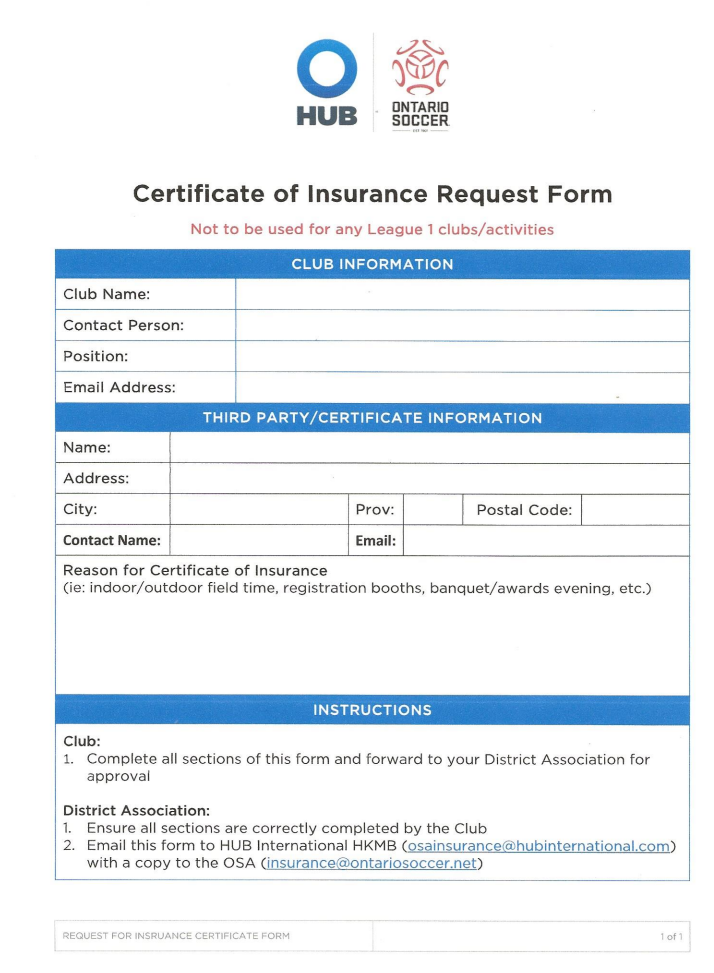 HUB
ONTARIO
SOCCER
Certificate of Insurance Request Form
Not to be used for any League 1 clubs/activities
CLUB INFORMATION
Club Name:
Contact Person:
Position:
Email Address:
THIRD PARTY/CERTIFICATE INFORMATION
Name:
Address:
City: Prov: Postal Code:
Contact Name: Email:
Reason for Certificate of Insurance
(ie: indoor/outdoor field time, registration booths, banquet/awards evening, etc.)
INSTRUCTIONS
Club:
1. Complete all sections of this form and forward to your District Association for
approval
District Association:
1. Ensure all sections are correctly completed by the Club
2. Email this form to HUB International HKMB (osainsurance@hubinternational.com)
with a copy to the OSA (insurance@ontariosoccer.net)
REQUEST FOR INSRUANCE CERTIFICATE FORM 1 of 1